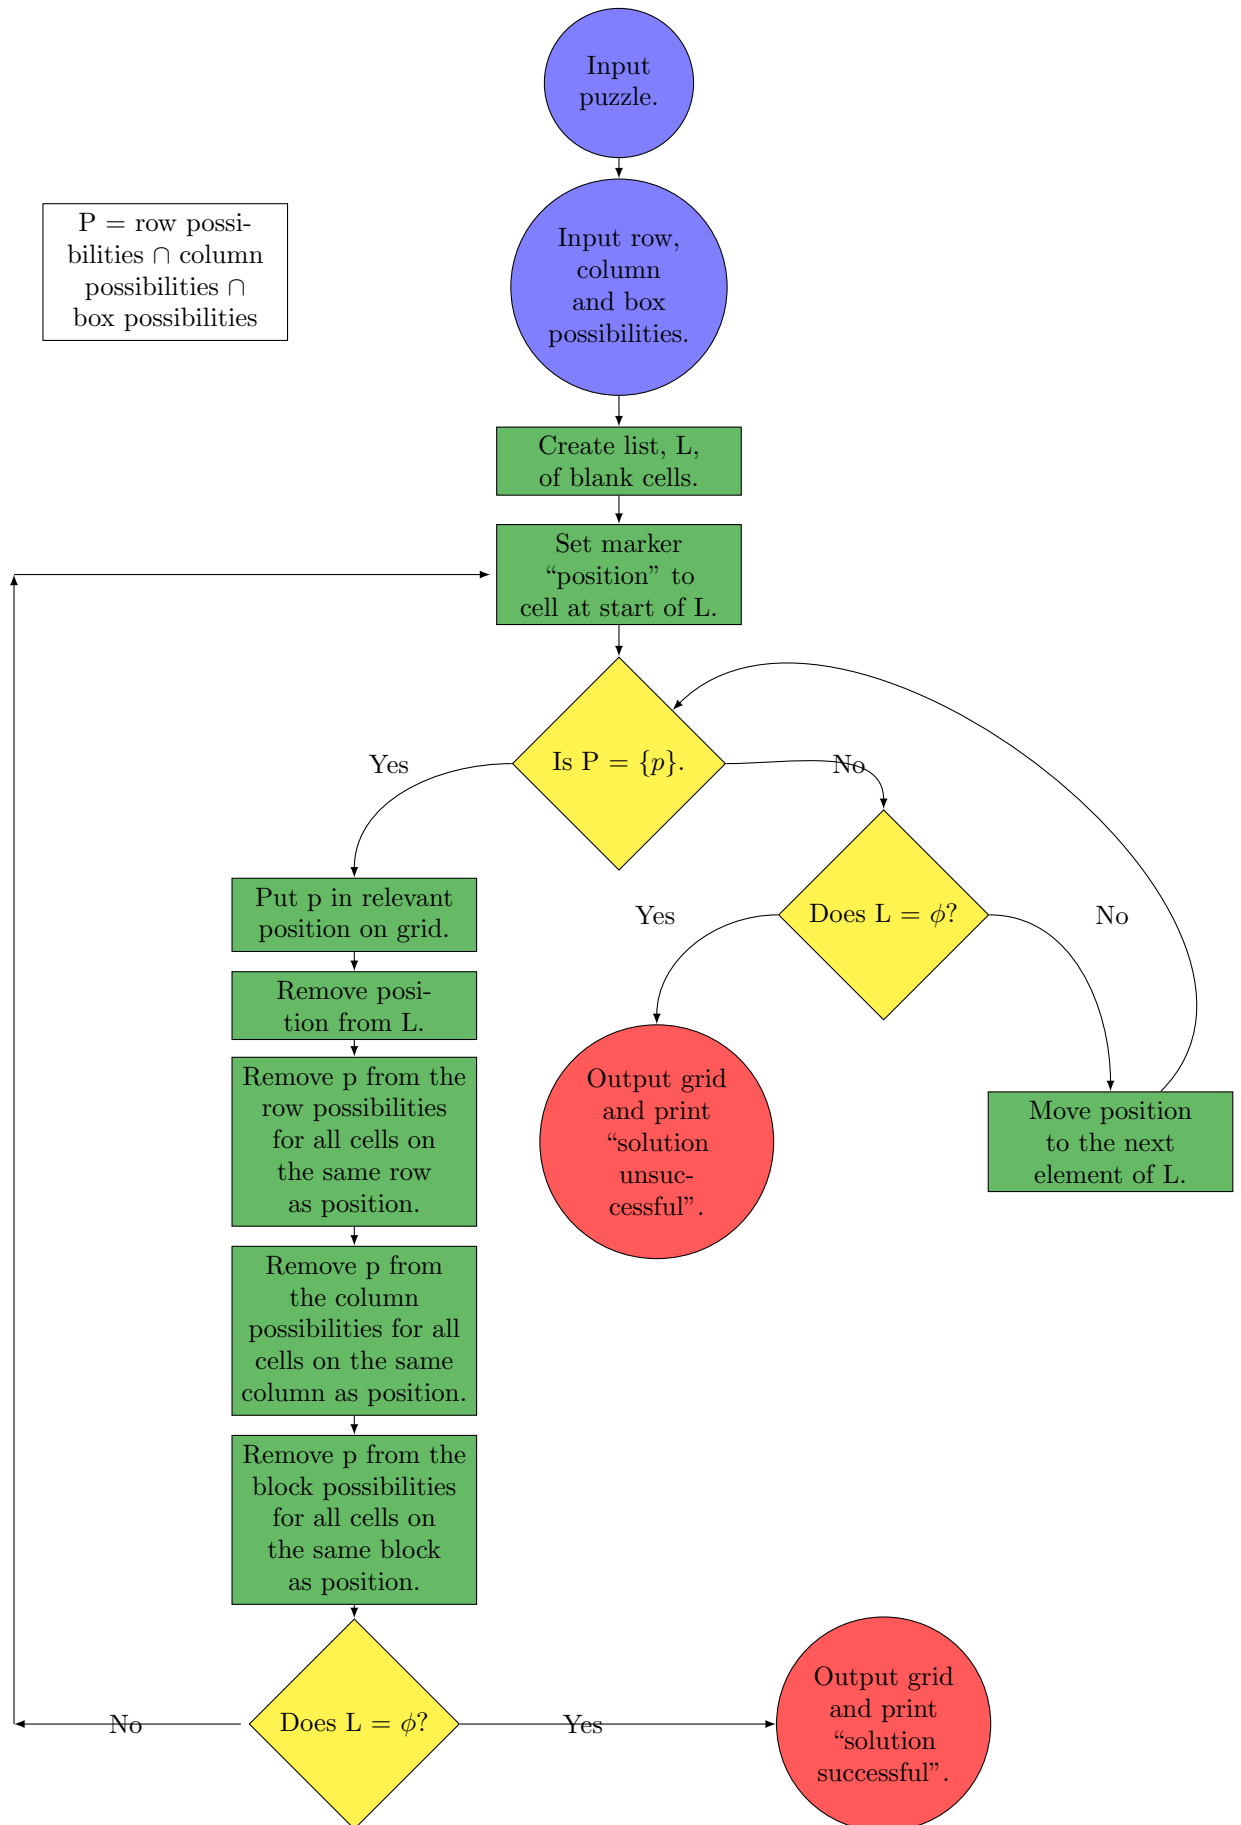 Input
puzzle.
P = row possi-
bilities ∩ column
possibilities ∩
box possibilities
Input row,
column
and box
possibilities.
Create list, L,
of blank cells.
Set marker
“position” to
cell at start of L.
Is P = {p}.
Yes
No
Put p in relevant
position on grid.
Does L = ϕ?
Yes
No
Remove posi-
tion from L.
Output grid
and print
“solution
unsuc-
cessful”.
Move position
to the next
element of L.
Remove p from the
row possibilities
for all cells on
the same row
as position.
Remove p from
the column
possibilities for all
cells on the same
column as position.
Remove p from the
block possibilities
for all cells on
the same block
as position.
Does L = ϕ?
No
Yes
Output grid
and print
“solution
successful”.